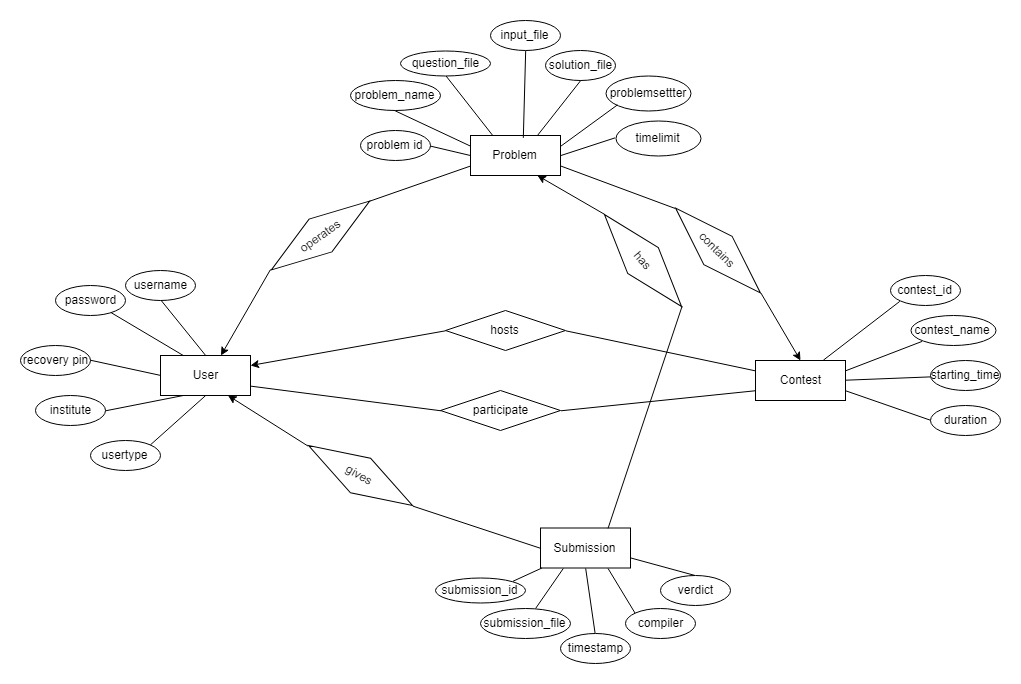 input_file
question_file
solution_file
problem_name
problemsettter
problem id
timelimit
Problem
operates
has
contains
username
password
recovery pin
User
institute
usertype
hosts
participate
contest_id
contest_name
Contest
starting_time
duration
gives
Submission
submission_id
verdict
submission_file
compiler
timestamp